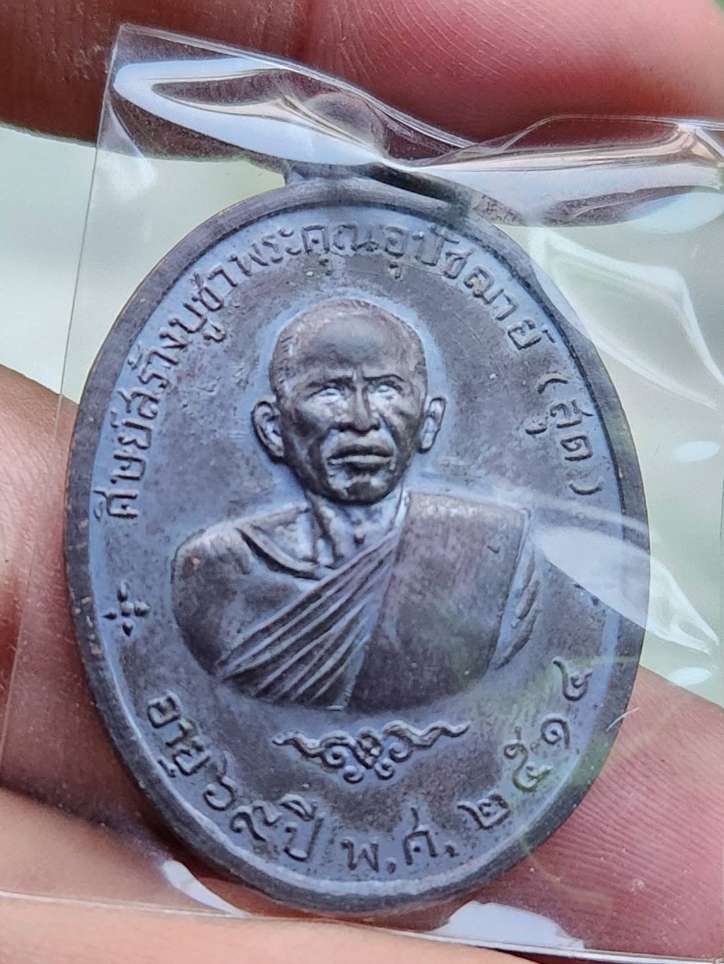 ศิษย์สร้างบูชาพระคุณอุปัชฌาย์ (สุด)
อายุ ๖๙ ปี พ.ศ. ๒๕๑๔